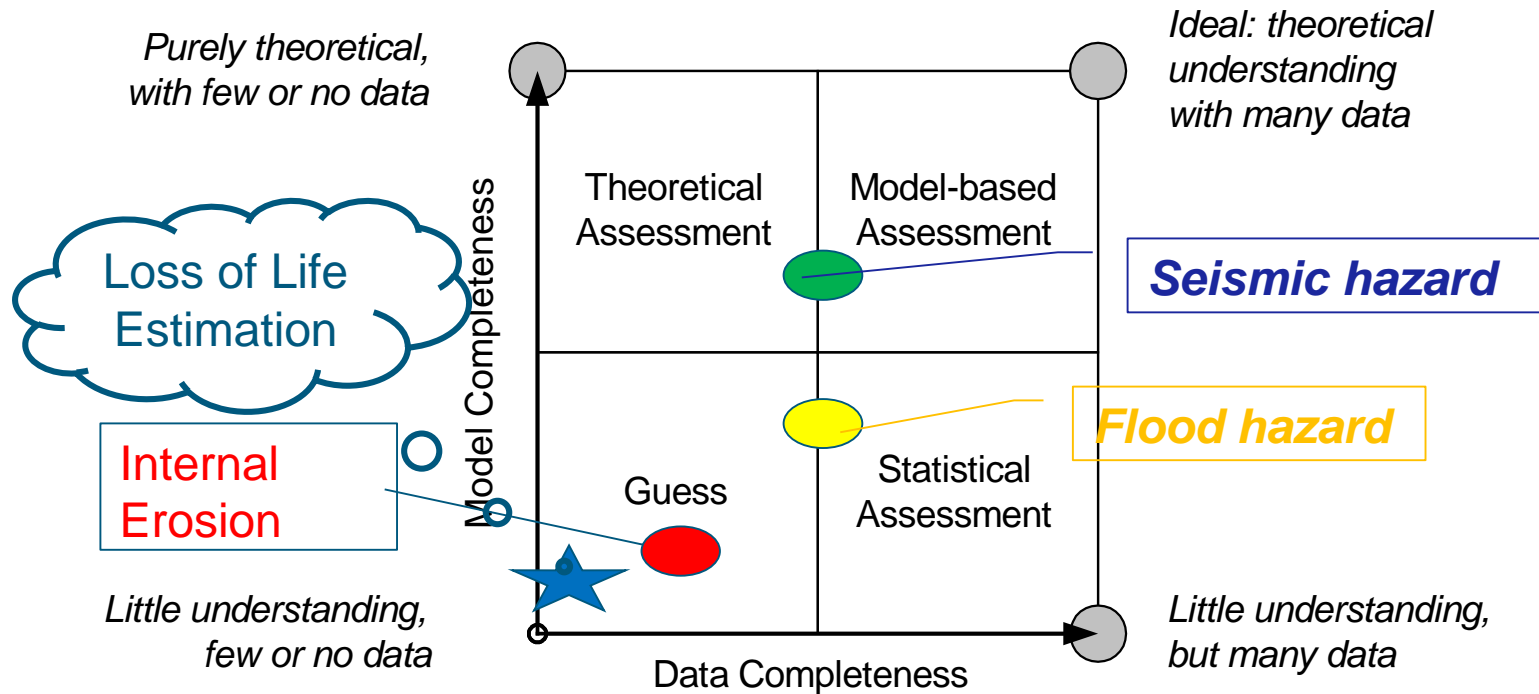 Purely theoretical,
with few or no data
Ideal: theoretical
understanding
with many data
Theoretical
Assessment
Model-based
Assessment
Model Completeness
Loss of Life
Estimation
Seismic hazard
Flood hazard
Internal
Erosion
Guess
Statistical
Assessment
Little understanding,
few or no data
Data Completeness
Little understanding,
but many data